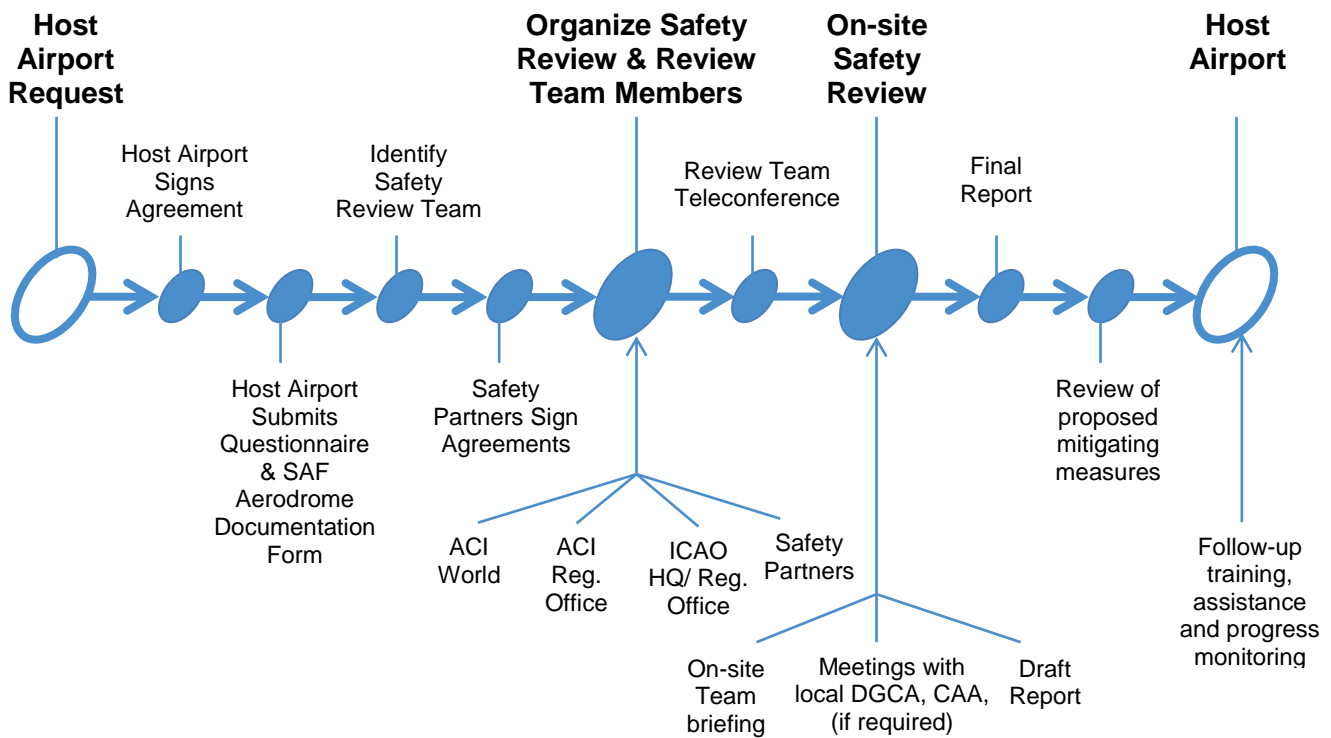 Host
Airport
Request
Organize Safety
Review & Review
Team Members
On-site
Safety
Review
Host
Airport
Host Airport
Signs
Agreement
Identify
Safety
Review Team
Review Team
Teleconference
Final
Report
Host Airport
Submits
Questionnaire
& SAF
Aerodrome
Documentation
Form
Safety
Partners Sign
Agreements
Review of
proposed
mitigating
measures
ACI
World
ACI
Reg.
Office
ICAO
HQ/ Reg.
Office
Safety
Partners
Follow-up
training,
assistance
and progress
monitoring
On-site
Team
briefing
Meetings with
local DGCA, CAA,
(if required)
Draft
Report